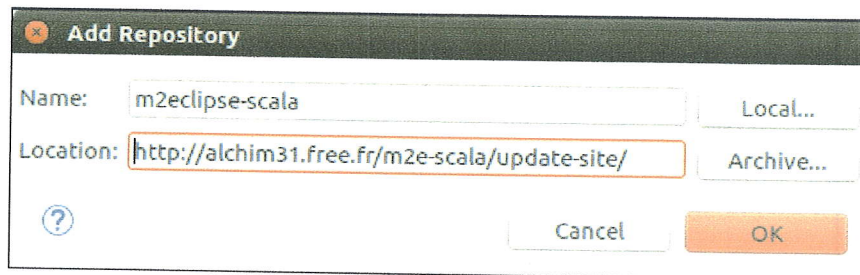 Add Repository
Name: m2eclipse-scala Local...
Location: http://alchim31.free.fr/m2e-scala/update-site/ Archive...
? Cancel OK